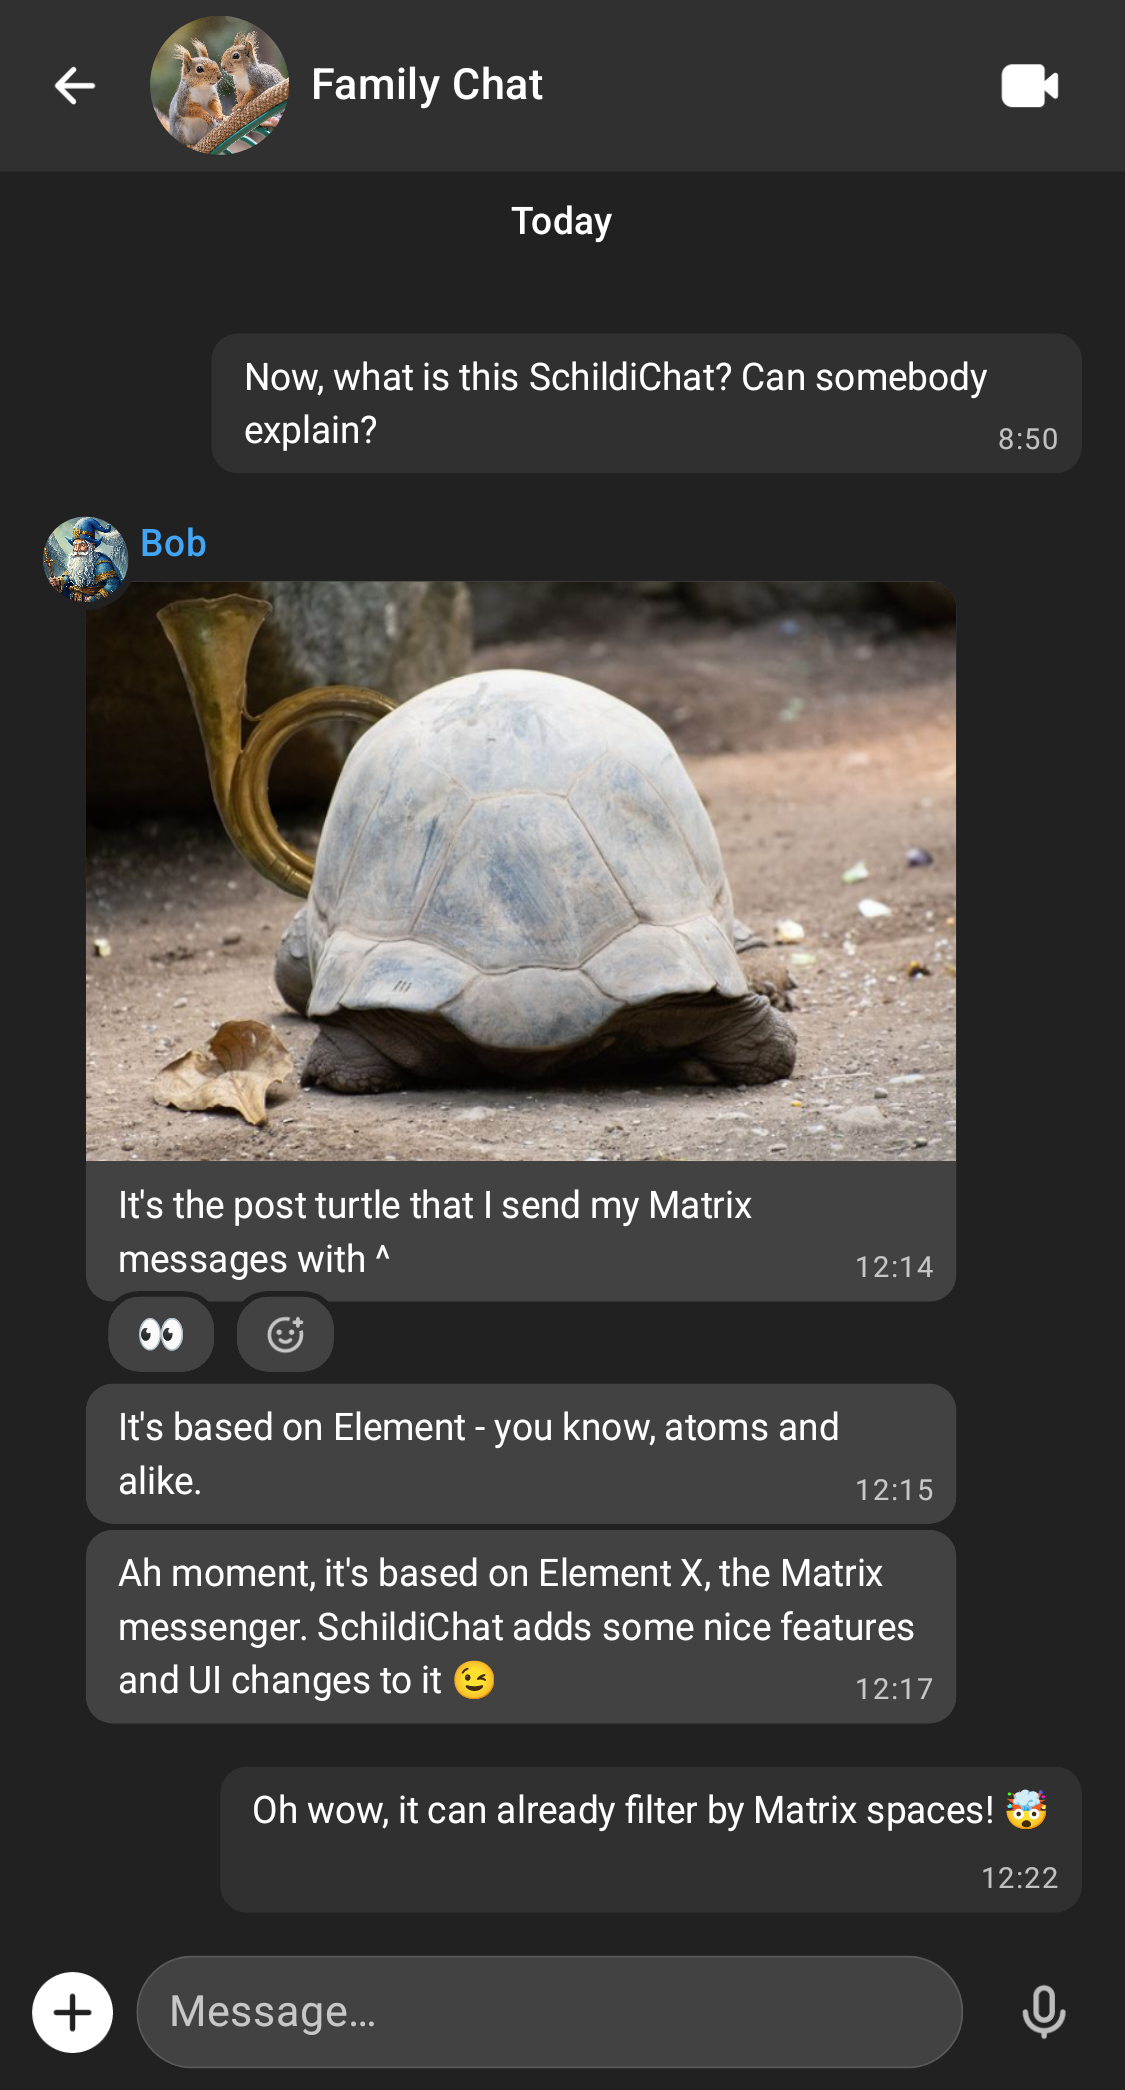 Family Chat
Today
Now, what is this SchildiChat? Can somebody
explain?
8:50
Bob
It's the post turtle that I send my Matrix
messages with ^
12:14
👀
It's based on Element - you know, atoms and
alike.
12:15
Ah moment, it's based on Element X, the Matrix
messenger. SchildiChat adds some nice features
and UI changes to it 😉
12:17
Oh wow, it can already filter by Matrix spaces! 🤯
12:22
Message…